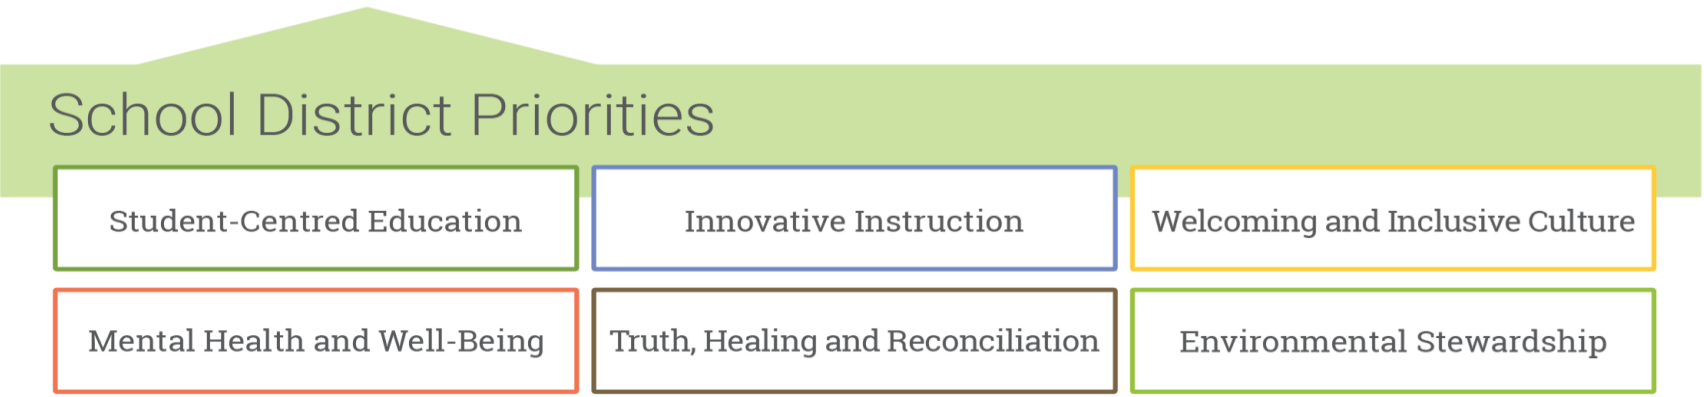 School District Priorities
Student-Centred Education
Innovative Instruction
Welcoming and Inclusive Culture
Mental Health and Well-Being
Truth, Healing and Reconciliation
Environmental Stewardship